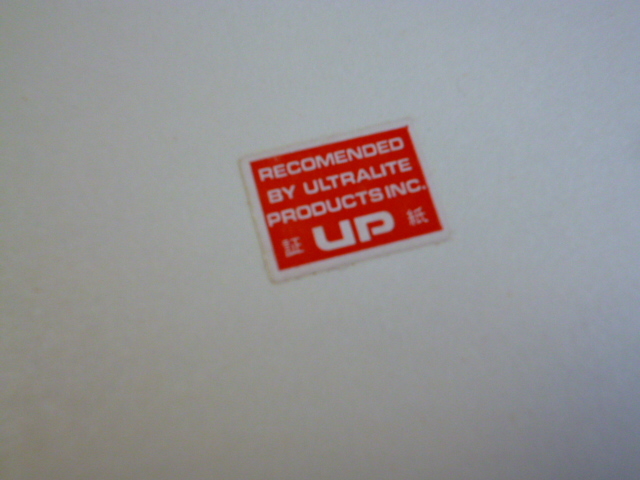 RECOMENDED
BY ULTRALITE
PRODUCTS INC.
証 UP 紙